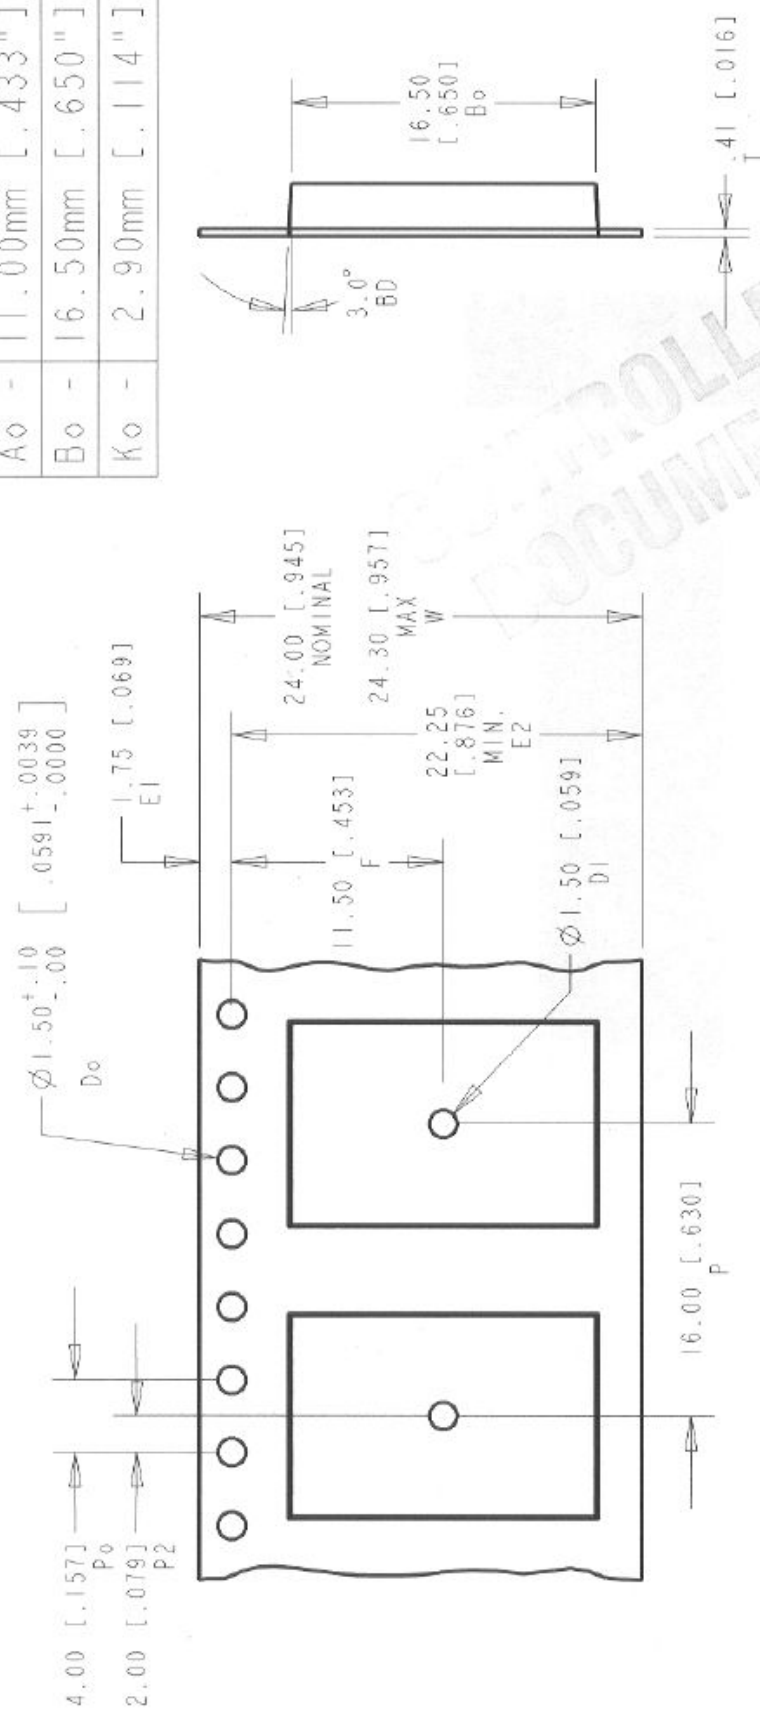 Ao - 11.00mm [.433"]
Bo - 16.50mm [.650"]
Ko - 2.90mm [.114"]
Ø1.50 +.10 -.00 [.0591 +.0039 -.0000]
Do
1.75 [.069]
E1
4.00 [.157]
Po
2.00 [.079]
P2
24.00 [.945]
NOMINAL
24.30 [.957]
MAX
W
22.25
[.876]
MIN.
E2
11.50 [.453]
F
Ø1.50 [.059]
D1
16.00 [.630]
P
3.0°
BD
16.50
[.650]
Bo
.41 [.016]
T